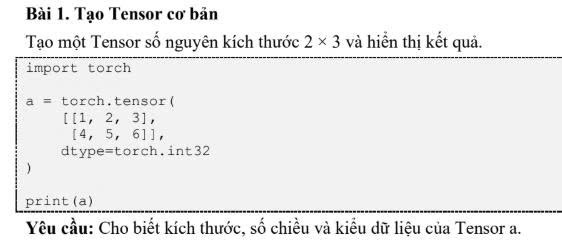 Bài 1. Tạo Tensor cơ bản
Tạo một Tensor số nguyên kích thước 2 × 3 và hiển thị kết quả.
import torch
a = torch.tensor(
[[1, 2, 3],
[4, 5, 6]],
dtype=torch.int32
)
print(a)
Yêu cầu: Cho biết kích thước, số chiều và kiểu dữ liệu của Tensor a.